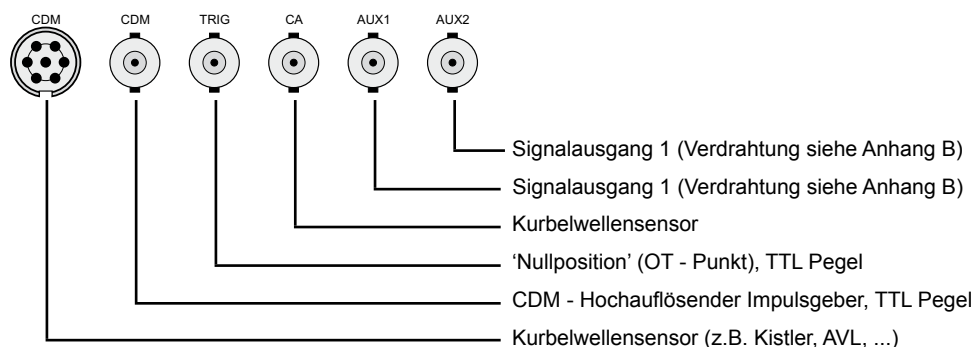 CDM CDM TRIG CA AUX1 AUX2
Signalausgang 1 (Verdrahtung siehe Anhang B)
Signalausgang 1 (Verdrahtung siehe Anhang B)
Kurbelwellensensor
‘Nullposition’ (OT - Punkt), TTL Pegel
CDM - Hochauflösender Impulsgeber, TTL Pegel
Kurbelwellensensor (z.B. Kistler, AVL, ...)